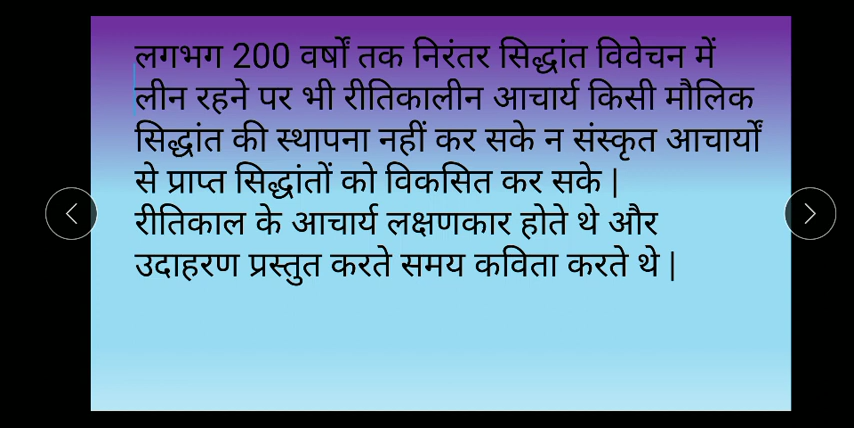 लगभग 200 वर्षों तक निरंतर सिद्धांत विवेचन में
लीन रहने पर भी रीतिकालीन आचार्य किसी मौलिक
सिद्धांत की स्थापना नहीं कर सके न संस्कृत आचार्यों
से प्राप्त सिद्धांतों को विकसित कर सके |
रीतिकाल के आचार्य लक्षणकार होते थे और
उदाहरण प्रस्तुत करते समय कविता करते थे |